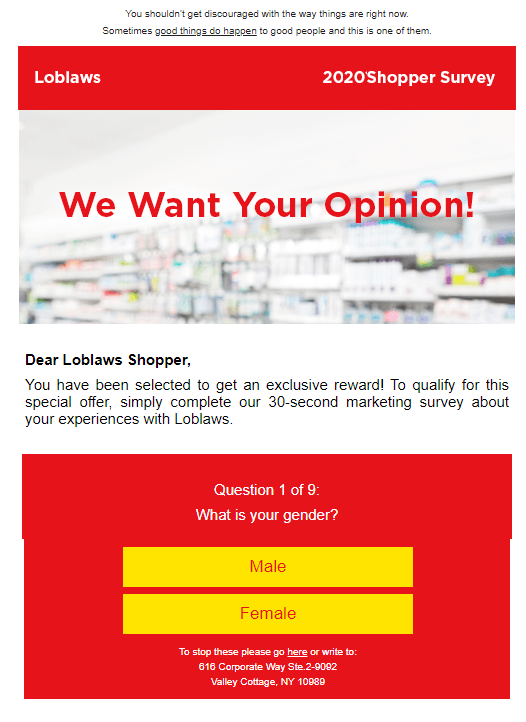 You shouldn't get discouraged with the way things are right now.
Sometimes good things do happen to good people and this is one of them.
Loblaws
2020'Shopper Survey
We Want Your Opinion!
Dear Loblaws Shopper,
You have been selected to get an exclusive reward! To qualify for this
special offer, simply complete our 30-second marketing survey about
your experiences with Loblaws.
Question 1 of 9:
What is your gender?
Male
Female
To stop these please go here or write to:
616 Corporate Way Ste.2-9092
Valley Cottage, NY 10989